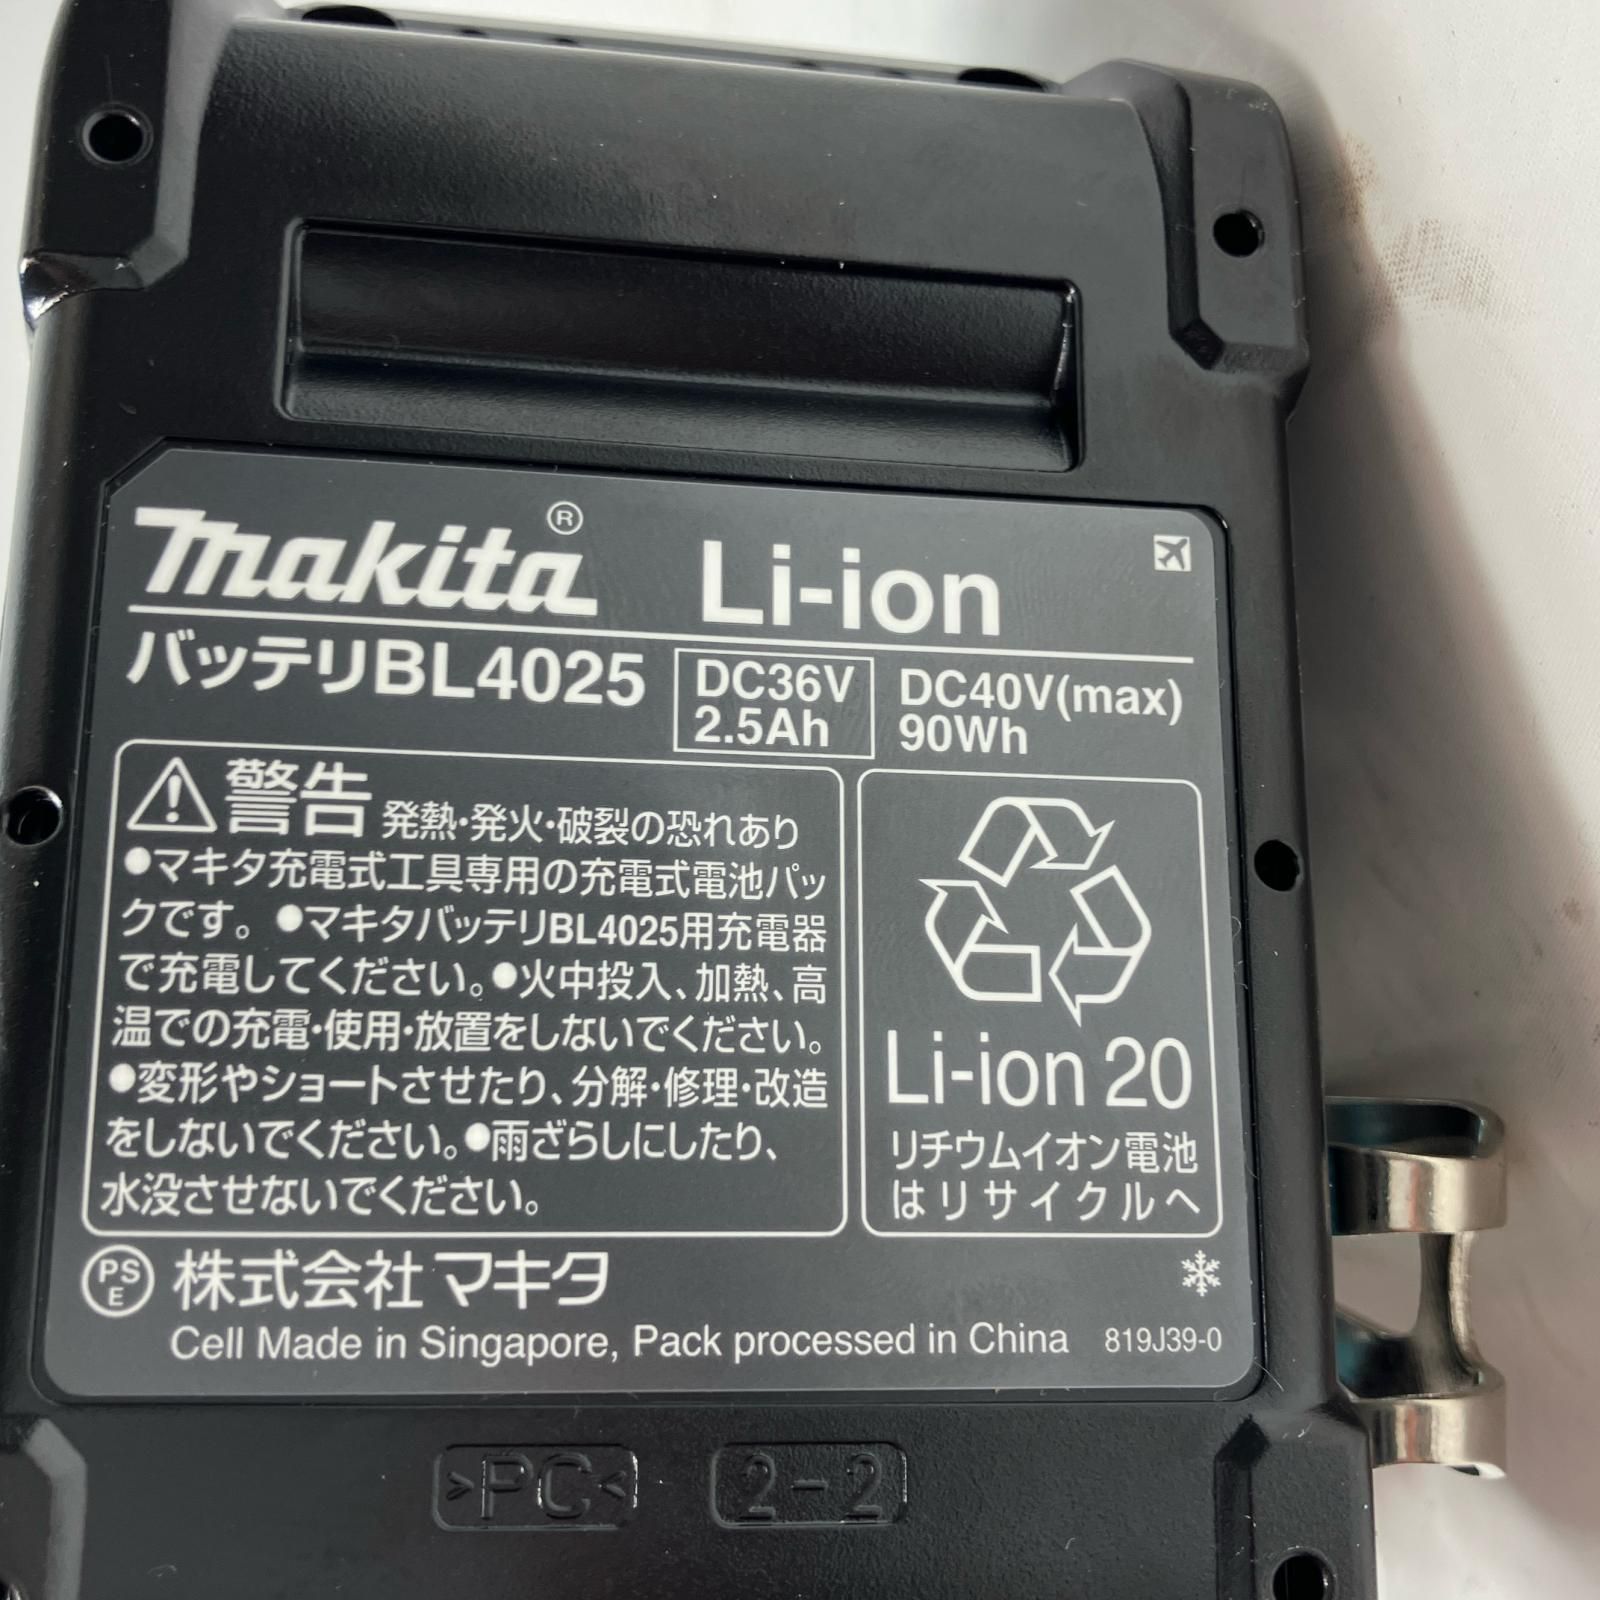 makita® Li-ion
バッテリBL4025 DC36V 2.5Ah DC40V(max) 90Wh
警告 発熱・発火・破裂の恐れあり
●マキタ充電式工具専用の充電式電池パッ
クです。●マキタバッテリBL4025用充電器
で充電してください。●火中投入、加熱、高
温での充電・使用・放置をしないでください。
●変形やショートさせたり、分解・修理・改造
をしないでください。●雨ざらしにしたり、
水没させないでください。
Li-ion 20
リチウムイオン電池
はリサイクルへ
PSE 株式会社マキタ
Cell Made in Singapore, Pack processed in China 819J39-0
>PC< 2-2